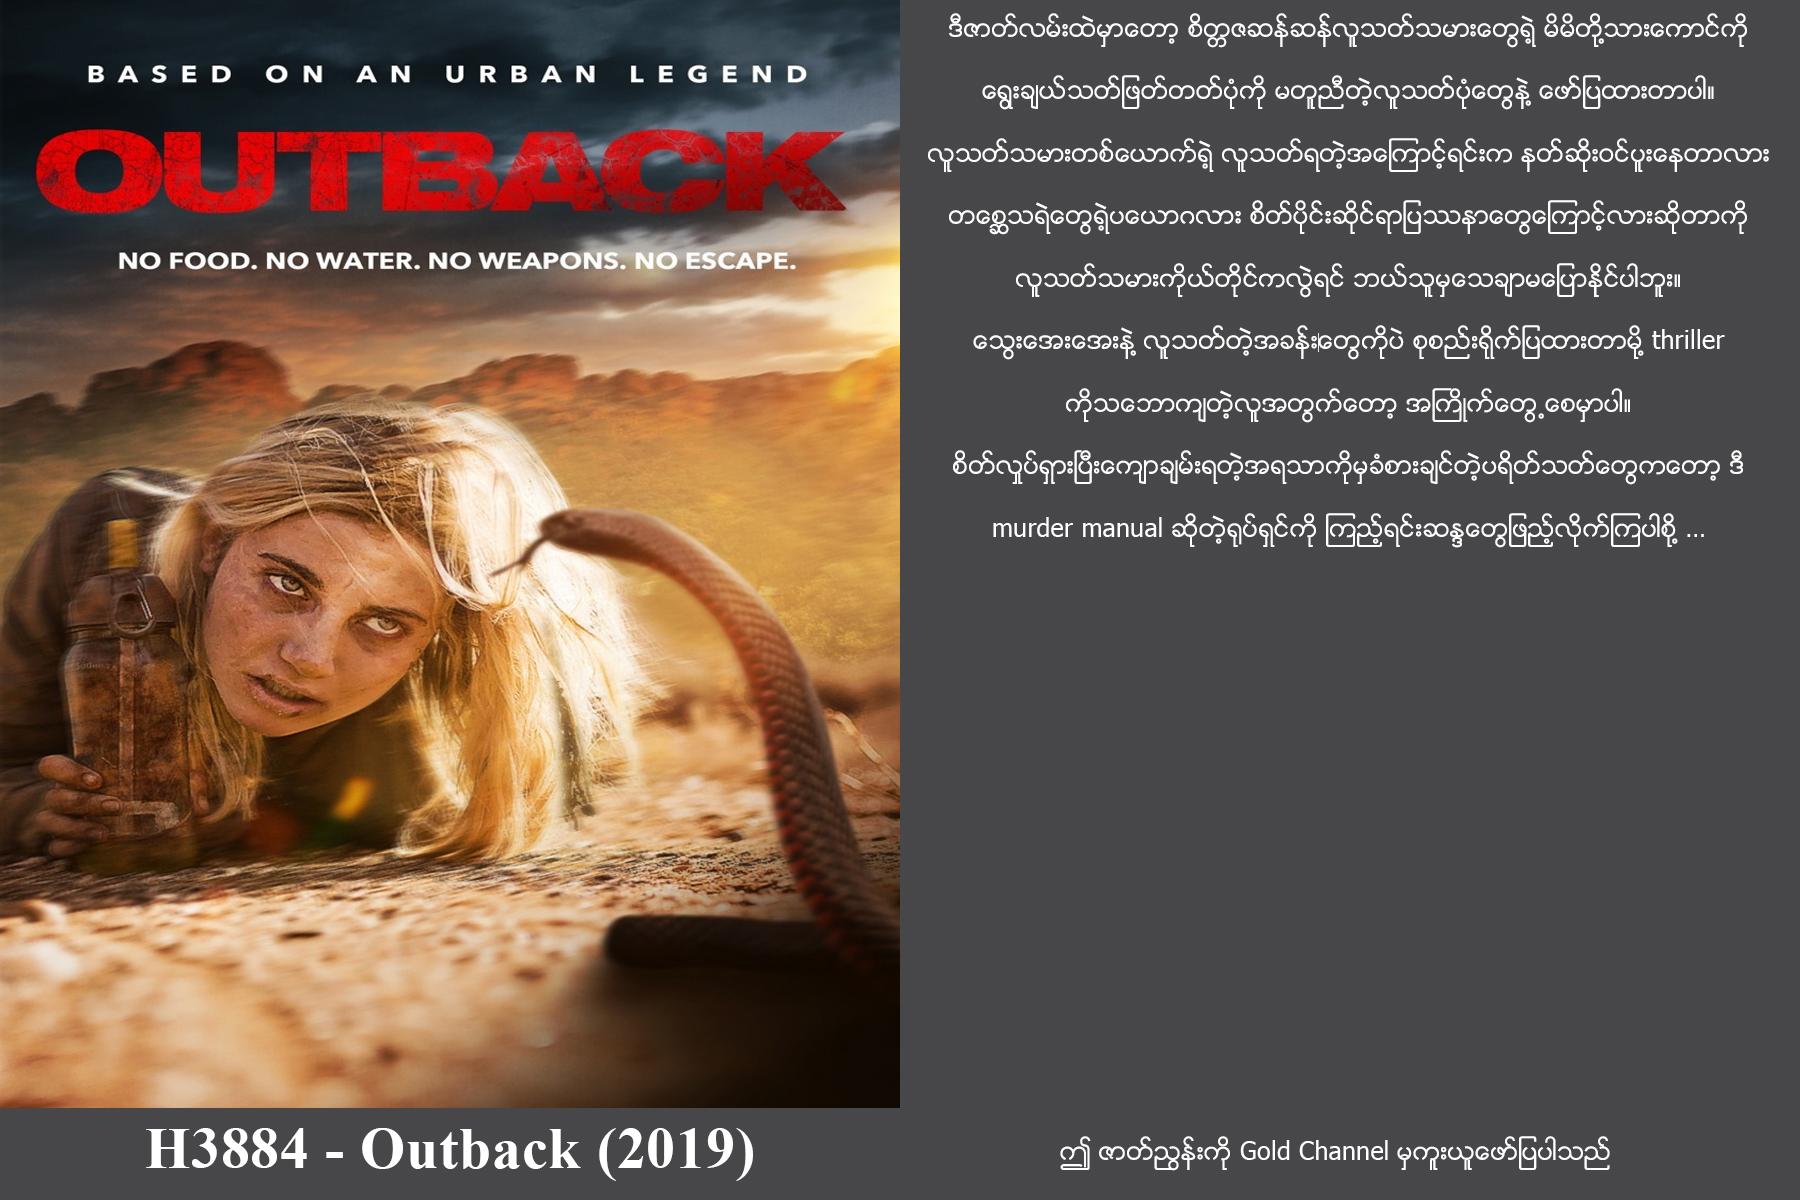 BASED ON AN URBAN LEGEND
OUTBACK
NO FOOD. NO WATER. NO WEAPONS. NO ESCAPE.
H3884 - Outback (2019)
ဒီဇာတ်လမ်းထဲမှာတော့ စိတ္တဇဆန်ဆန်လူသတ်သမားတွေရဲ့ မိမိတို့သားကောင်ကို
ရွေးချယ်သတ်ဖြတ်တတ်ပုံကို မတူညီတဲ့လူသတ်ပုံတွေနဲ့ ဖော်ပြထားတာပါ။
လူသတ်သမားတစ်ယောက်ရဲ့ လူသတ်ရတဲ့အကြောင့်ရင်းက နတ်ဆိုးဝင်ပူးနေတာလား
တစ္ဆေသရဲတွေရဲ့ပယောဂလား စိတ်ပိုင်းဆိုင်ရာပြဿနာတွေကြောင့်လားဆိုတာကို
လူသတ်သမားကိုယ်တိုင်ကလွဲရင် ဘယ်သူမှသေချာမပြောနိုင်ပါဘူး။
သွေးအေးအေးနဲ့ လူသတ်တဲ့အခန်းတွေကိုပဲ စုစည်းရိုက်ပြထားတာမို့ thriller
ကိုသဘောကျတဲ့လူအတွက်တော့ အကြိုက်တွေ့စေမှာပါ။
စိတ်လှုပ်ရှားပြီးကျောချမ်းရတဲ့အရသာကိုမှခံစားချင်တဲ့ပရိတ်သတ်တွေကတော့ ဒီ
murder manual ဆိုတဲ့ရုပ်ရှင်ကို ကြည့်ရင်းဆန္ဒတွေဖြည့်လိုက်ကြပါစို့ ...
ဤ ဇာတ်ညွှန်းကို Gold Channel မှကူးယူဖော်ပြပါသည်